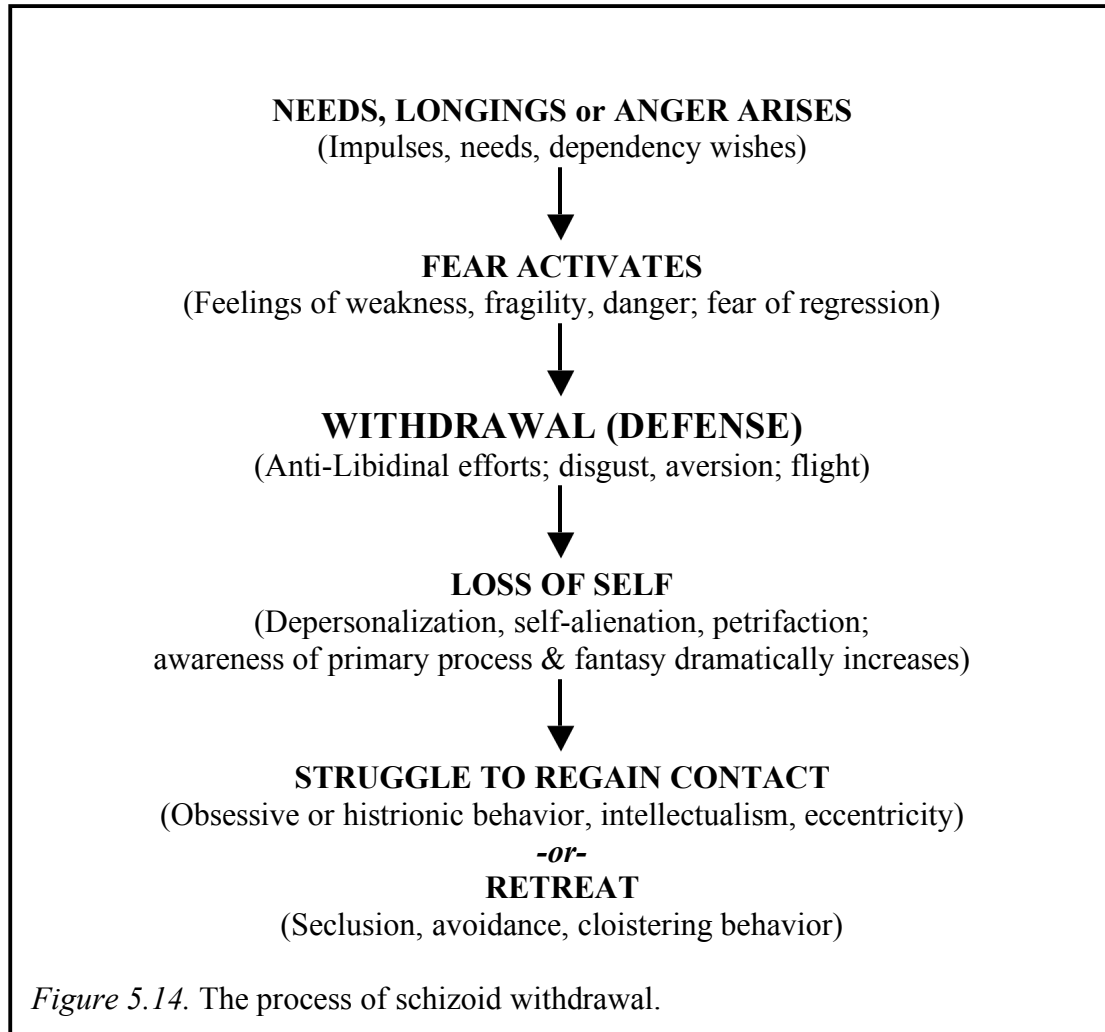 NEEDS, LONGINGS or ANGER ARISES
(Impulses, needs, dependency wishes)
FEAR ACTIVATES
(Feelings of weakness, fragility, danger; fear of regression)
WITHDRAWAL (DEFENSE)
(Anti-Libidinal efforts; disgust, aversion; flight)
LOSS OF SELF
(Depersonalization, self-alienation, petrifaction;
awareness of primary process & fantasy dramatically increases)
STRUGGLE TO REGAIN CONTACT
(Obsessive or histrionic behavior, intellectualism, eccentricity)
-or-
RETREAT
(Seclusion, avoidance, cloistering behavior)
Figure 5.14. The process of schizoid withdrawal.